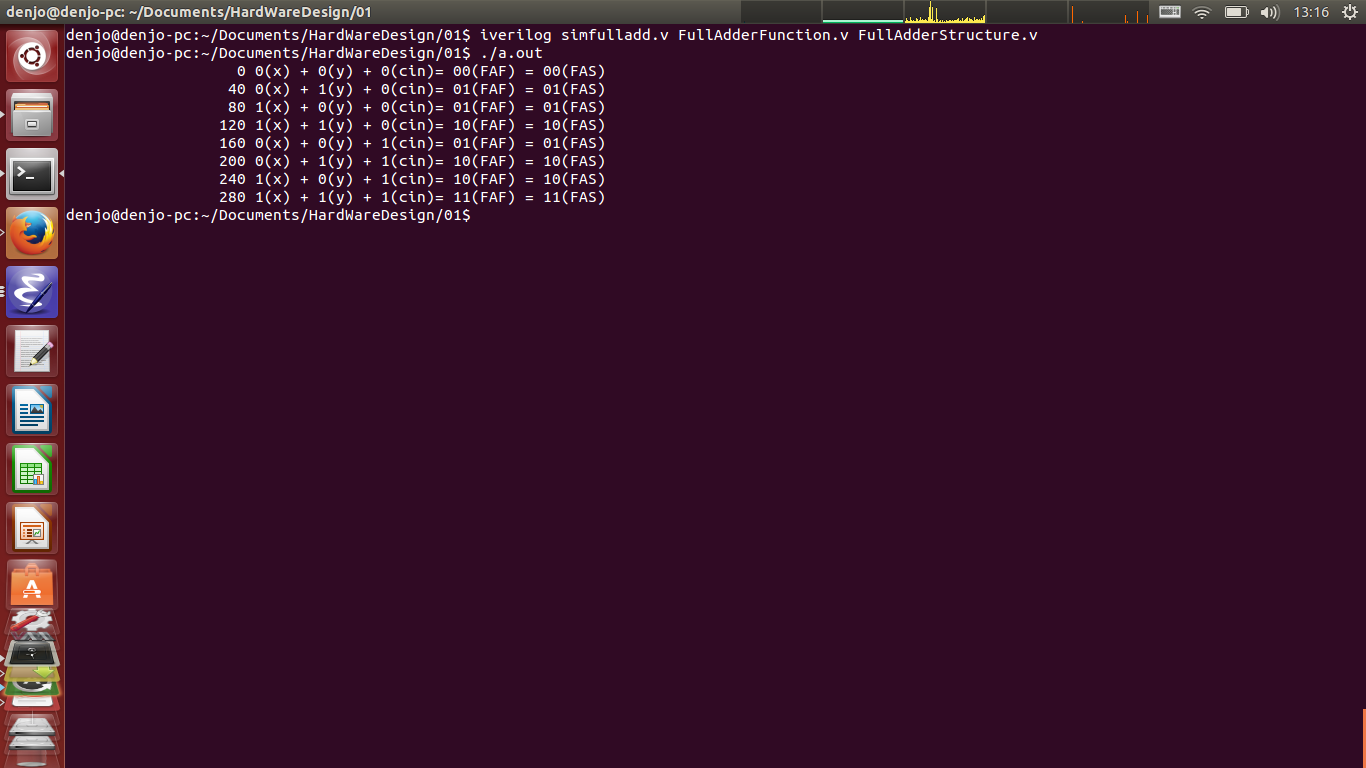 denjo@denjo-pc: ~/Documents/HardWareDesign/01
13:16
denjo@denjo-pc:~/Documents/HardWareDesign/01$ iverilog simfulladd.v FullAdderFunction.v FullAdderStructure.v
denjo@denjo-pc:~/Documents/HardWareDesign/01$ ./a.out
0 0(x) + 0(y) + 0(cin)= 00(FAF) = 00(FAS)
40 0(x) + 1(y) + 0(cin)= 01(FAF) = 01(FAS)
80 1(x) + 0(y) + 0(cin)= 01(FAF) = 01(FAS)
120 1(x) + 1(y) + 0(cin)= 10(FAF) = 10(FAS)
160 0(x) + 0(y) + 1(cin)= 01(FAF) = 01(FAS)
200 0(x) + 1(y) + 1(cin)= 10(FAF) = 10(FAS)
240 1(x) + 0(y) + 1(cin)= 10(FAF) = 10(FAS)
280 1(x) + 1(y) + 1(cin)= 11(FAF) = 11(FAS)
denjo@denjo-pc:~/Documents/HardWareDesign/01$